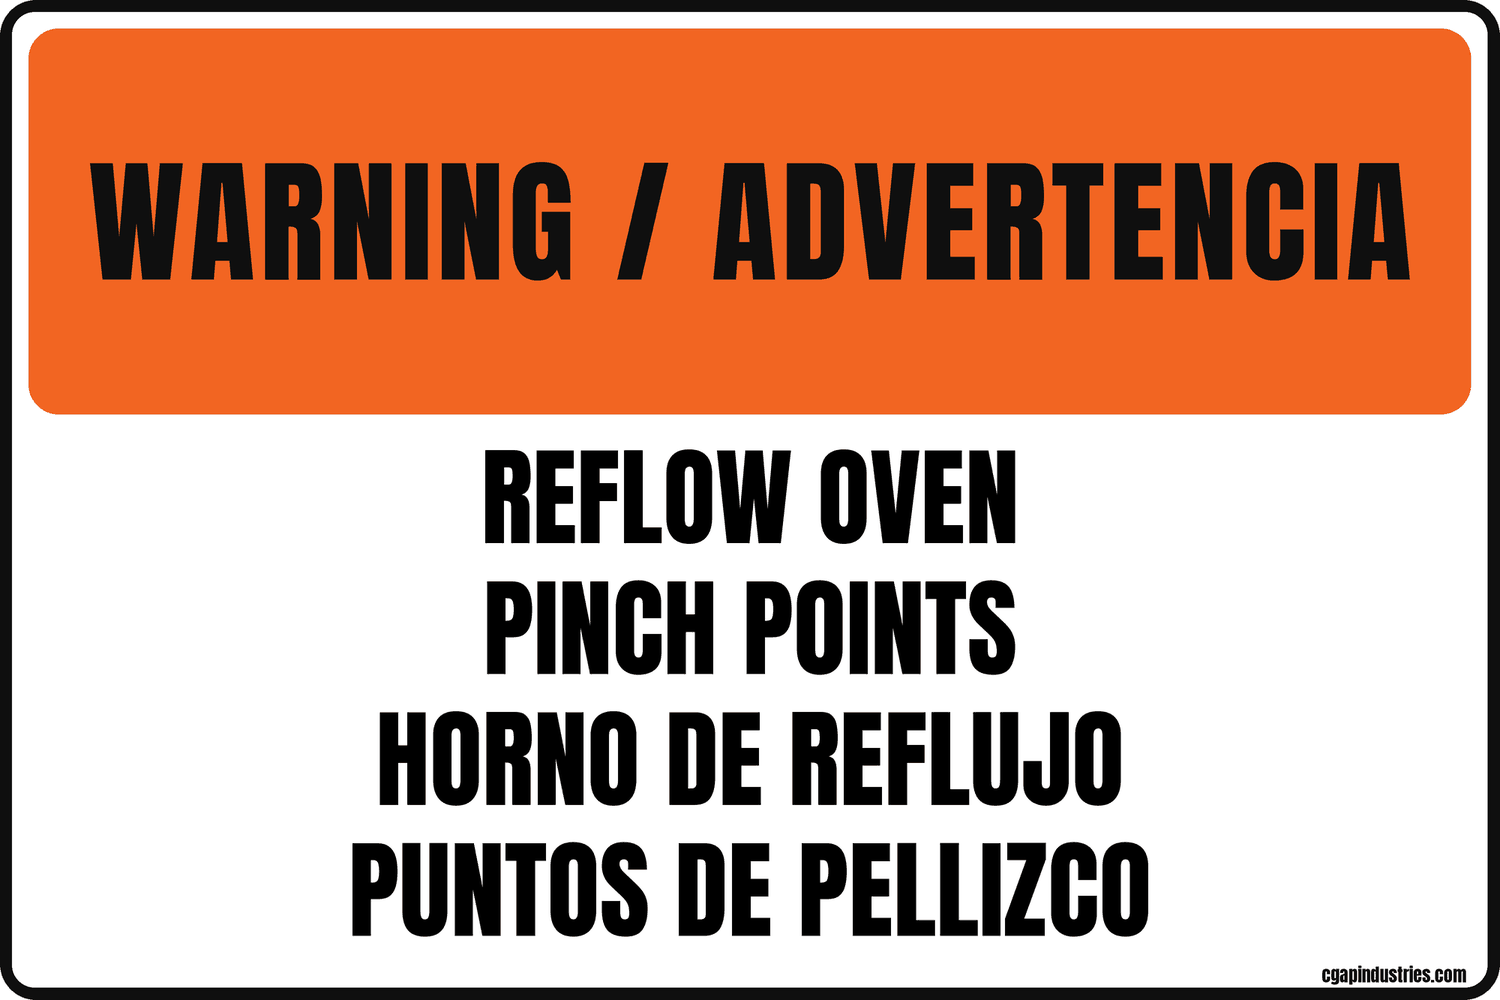 WARNING / ADVERTENCIA
REFLOW OVEN
PINCH POINTS
HORNO DE REFLUJO
PUNTOS DE PELLIZCO
cgapindustries.com